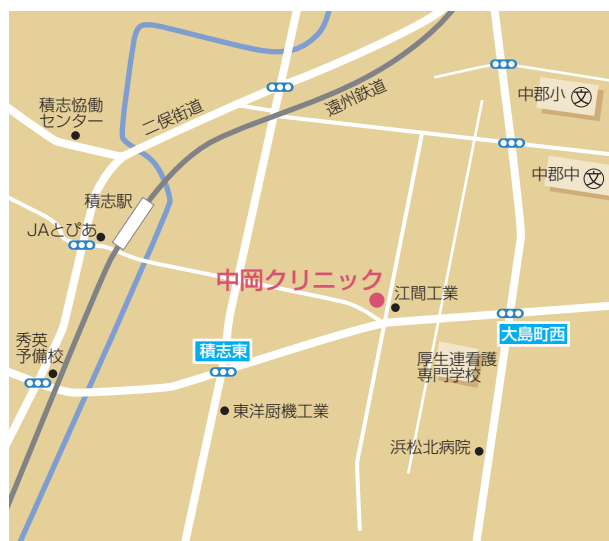 中郡小
文
積志協働
センター
二俣街道
遠州鉄道
中郡中
文
積志駅
JAとぴあ
中岡クリニック
江間工業
大島町西
秀英
予備校
積志東
厚生連看護
専門学校
東洋厨機工業
浜松北病院